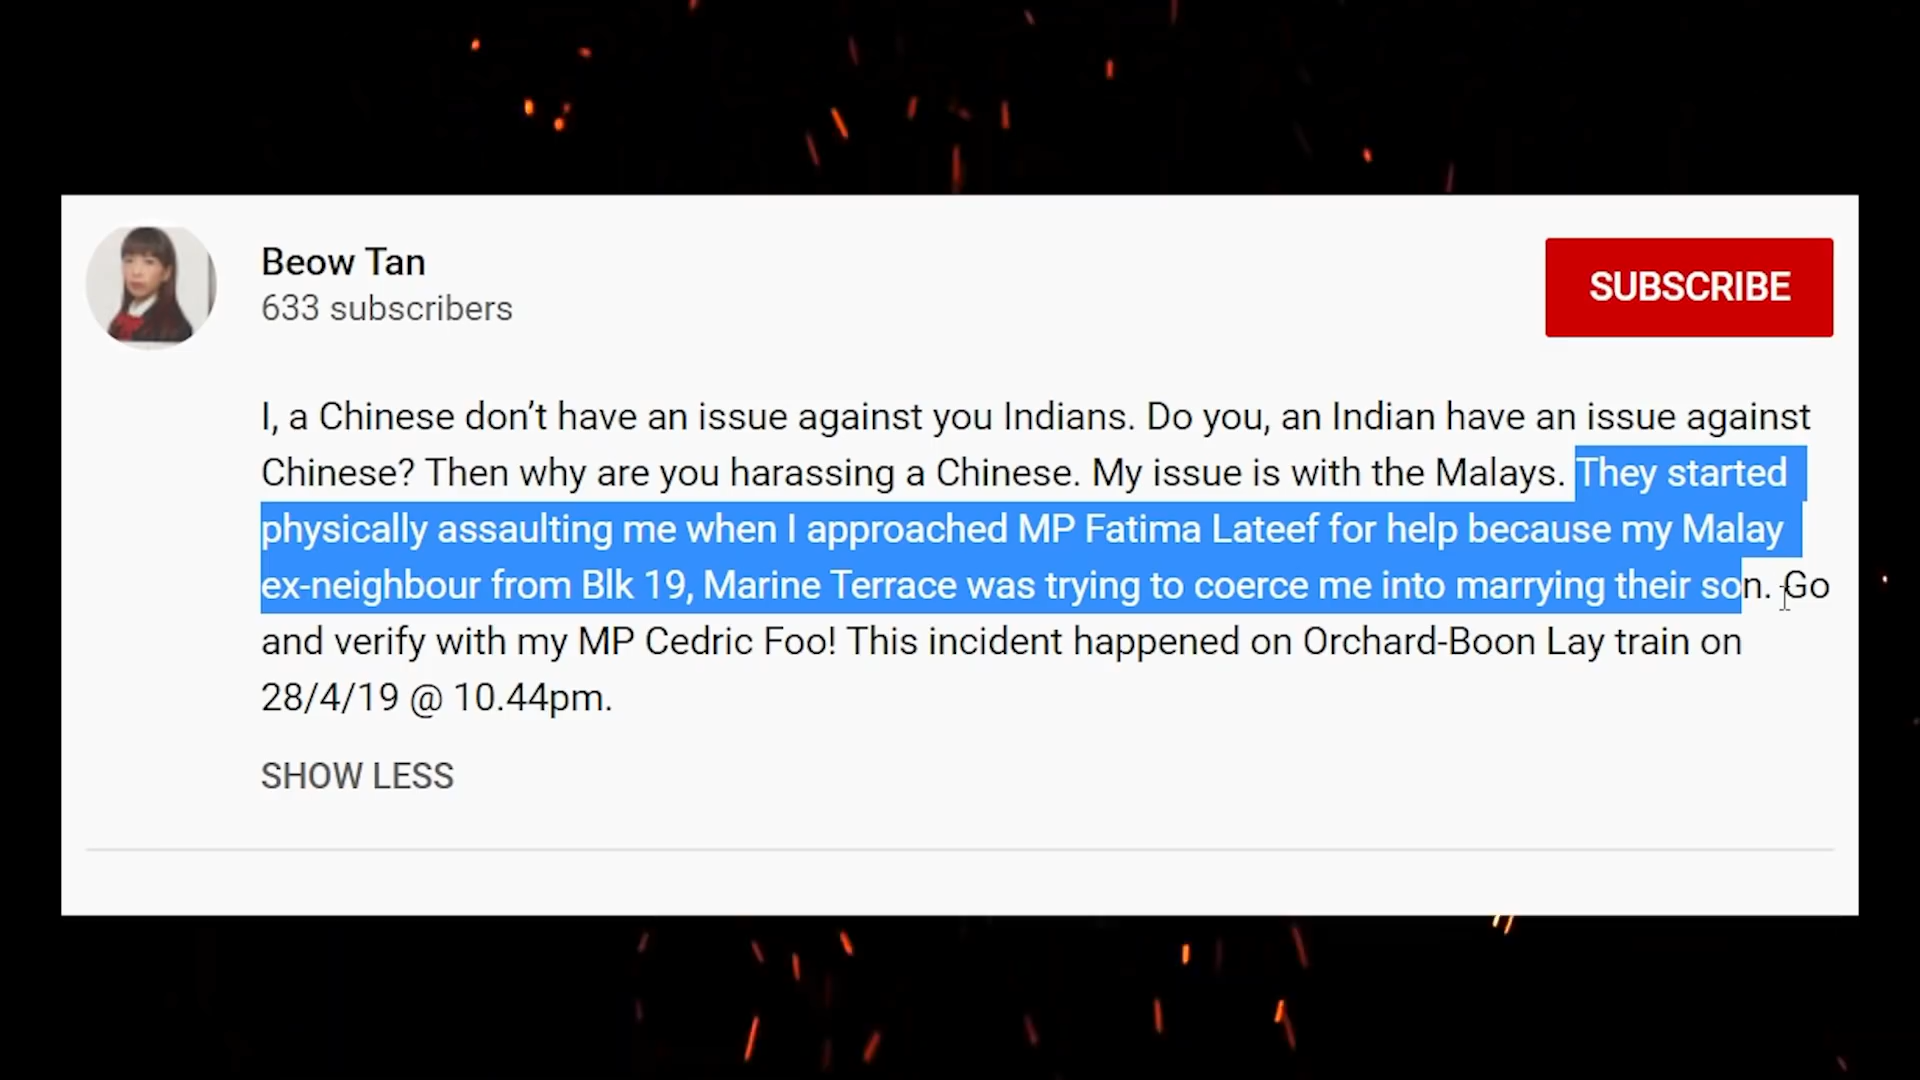 Beow Tan
633 subscribers
SUBSCRIBE
I, a Chinese don’t have an issue against you Indians. Do you, an Indian have an issue against
Chinese? Then why are you harassing a Chinese. My issue is with the Malays. They started
physically assaulting me when I approached MP Fatima Lateef for help because my Malay
ex-neighbour from Blk 19, Marine Terrace was trying to coerce me into marrying their son. Go
and verify with my MP Cedric Foo! This incident happened on Orchard-Boon Lay train on
28/4/19 @ 10.44pm.
SHOW LESS